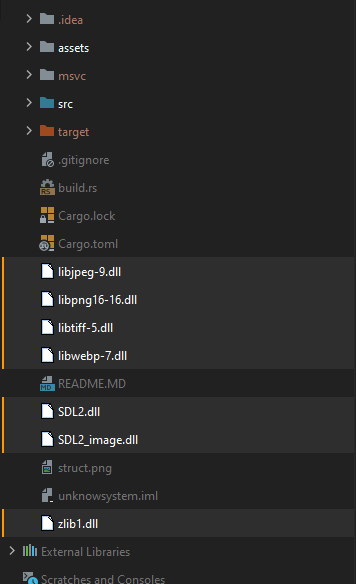 .idea
assets
msvc
src
target
.gitignore
build.rs
Cargo.lock
Cargo.toml
libjpeg-9.dll
libpng16-16.dll
libtiff-5.dll
libwebp-7.dll
README.MD
SDL2.dll
SDL2_image.dll
struct.png
unknowsystem.iml
zlib1.dll
External Libraries
Scratches and Consoles